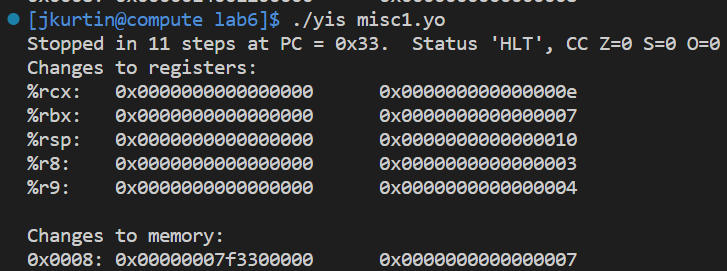 [jkurtin@compute lab6]$ ./yis misc1.yo
Stopped in 11 steps at PC = 0x33.  Status 'HLT', CC Z=0 S=0 O=0
Changes to registers:
%rcx:   0x0000000000000000      0x000000000000000e
%rbx:   0x0000000000000000      0x0000000000000007
%rsp:   0x0000000000000000      0x0000000000000010
%r8:    0x0000000000000000      0x0000000000000003
%r9:    0x0000000000000000      0x0000000000000004
Changes to memory:
0x0008: 0x00000007f3300000      0x0000000000000007